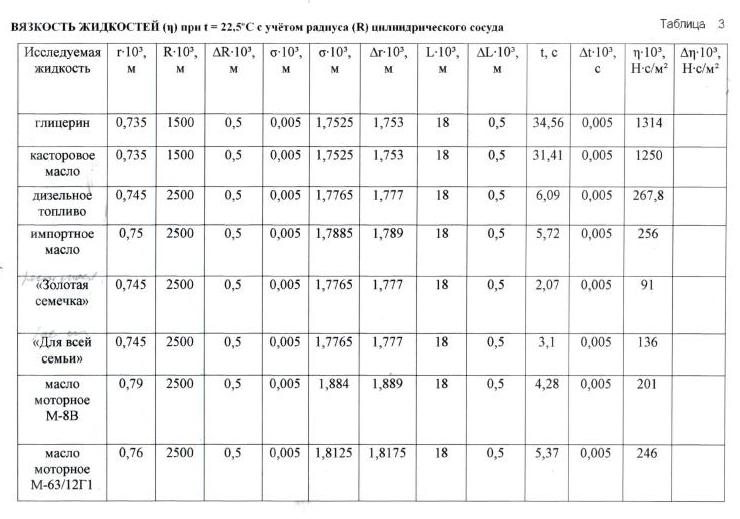 Таблица 3
ВЯЗКОСТЬ ЖИДКОСТЕЙ (η) при t = 22,5ºС с учётом радиуса (R) цилиндрического сосуда
Исследуемая жидкость r·10³, м R·10³, м ΔR·10³, м σ·10³, м σ·10³, м Δr·10³, м L·10³, м ΔL·10³, м t, с Δt·10³, с η·10³, Н·с/м² Δη·10³, Н·с/м²
глицерин 0,735 1500 0,5 0,005 1,7525 1,753 18 0,5 34,56 0,005 1314
касторовое масло 0,735 1500 0,5 0,005 1,7525 1,753 18 0,5 31,41 0,005 1250
дизельное топливо 0,745 2500 0,5 0,005 1,7765 1,777 18 0,5 6,09 0,005 267,8
импортное масло 0,75 2500 0,5 0,005 1,7885 1,789 18 0,5 5,72 0,005 256
«Золотая семечка» 0,745 2500 0,5 0,005 1,7765 1,777 18 0,5 2,07 0,005 91
«Для всей семьи» 0,745 2500 0,5 0,005 1,7765 1,777 18 0,5 3,1 0,005 136
масло моторное М-8В 0,79 2500 0,5 0,005 1,884 1,889 18 0,5 4,28 0,005 201
масло моторное М-63/12Г1 0,76 2500 0,5 0,005 1,8125 1,8175 18 0,5 5,37 0,005 246